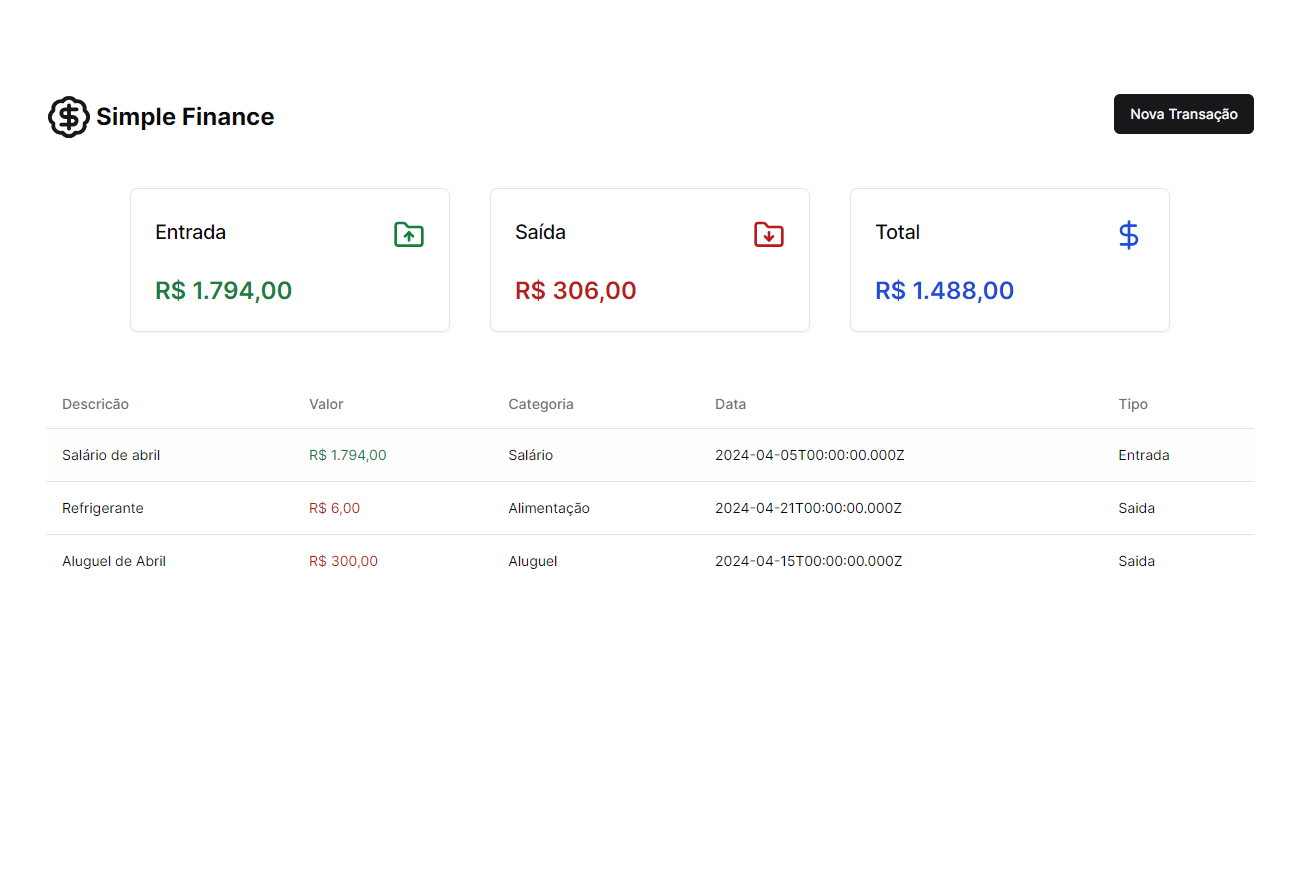 Simple Finance
Nova Transação
Entrada
Saída
Total
R$ 1.794,00
R$ 306,00
R$ 1.488,00
Descricão Valor Categoria Data Tipo
Salário de abril R$ 1.794,00 Salário 2024-04-05T00:00:00.000Z Entrada
Refrigerante R$ 6,00 Alimentação 2024-04-21T00:00:00.000Z Saida
Aluguel de Abril R$ 300,00 Aluguel 2024-04-15T00:00:00.000Z Saida